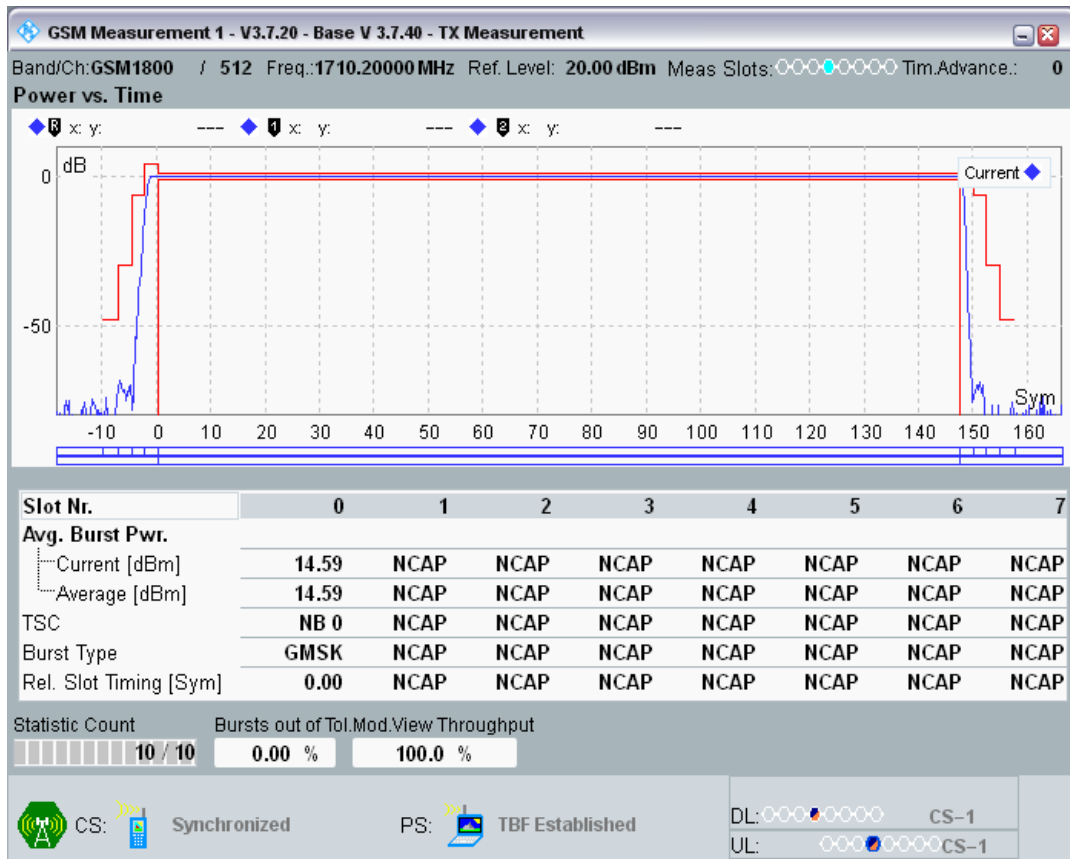 GSM Measurement 1 - V3.7.20 - Base V 3.7.40 - TX Measurement
Band/Ch:GSM1800 / 512 Freq.:1710.20000 MHz Ref. Level: 20.00 dBm Meas Slots: Tim.Advance.: 0
Power vs. Time
R x: y: --- 1 x: y: --- 2 x: y: ---
dB
0
Current
-50
Sym
-10 0 10 20 30 40 50 60 70 80 90 100 110 120 130 140 150 160
Slot Nr. 0 1 2 3 4 5 6 7
Avg. Burst Pwr.
Current [dBm] 14.59 NCAP NCAP NCAP NCAP NCAP NCAP NCAP
Average [dBm] 14.59 NCAP NCAP NCAP NCAP NCAP NCAP NCAP
TSC NB 0 NCAP NCAP NCAP NCAP NCAP NCAP NCAP
Burst Type GMSK NCAP NCAP NCAP NCAP NCAP NCAP NCAP
Rel. Slot Timing [Sym] 0.00 NCAP NCAP NCAP NCAP NCAP NCAP NCAP
Statistic Count Bursts out of Tol. Mod.View Throughput
10 / 10 0.00 % 100.0 %
CS: Synchronized PS: TBF Established DL: CS-1
UL: CS-1